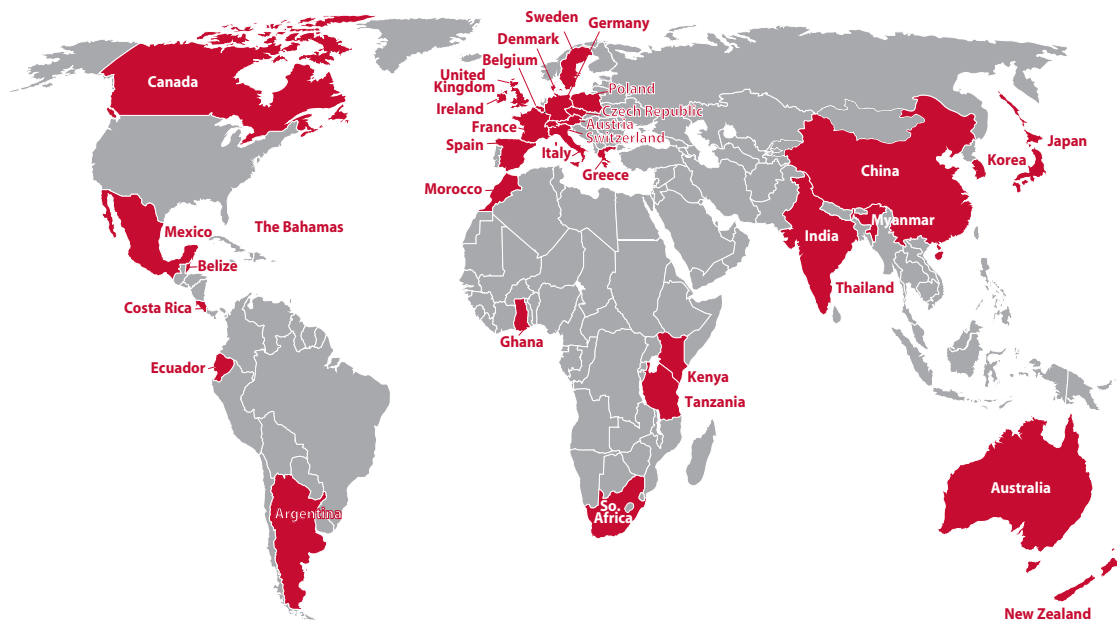 Sweden
Germany
Denmark
Belgium
United
Kingdom
Ireland
France
Spain
Poland
Czech Republic
Austria
Switzerland
Italy
Greece
Morocco
Canada
The Bahamas
Mexico
Belize
Costa Rica
Ecuador
Argentina
Ghana
Kenya
Tanzania
So.
Africa
Japan
Korea
China
Myanmar
India
Thailand
Australia
New Zealand